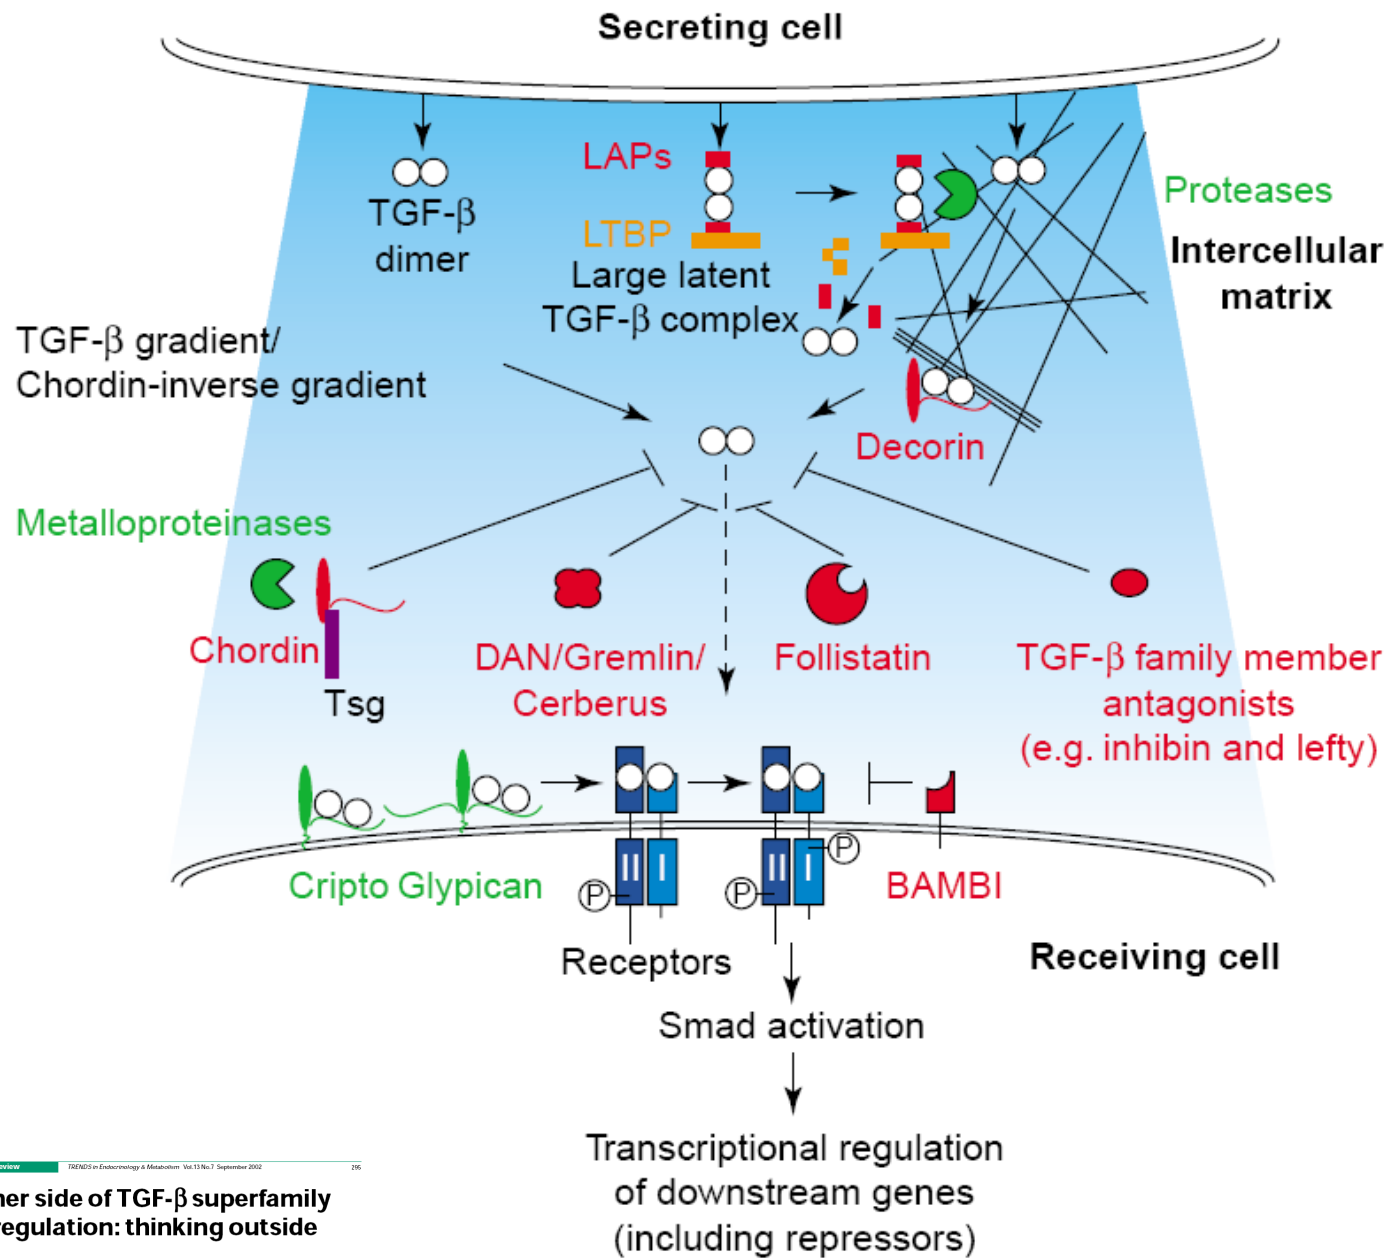 Secreting cell
LAPs
TGF-β
dimer
LTBP
Large latent
TGF-β complex
Proteases
Intercellular
matrix
TGF-β gradient/
Chordin-inverse gradient
Decorin
Metalloproteinases
Chordin
Tsg
DAN/Gremlin/
Cerberus
Follistatin
TGF-β family member
antagonists
(e.g. inhibin and lefty)
Cripto Glypican
II I
P
II I
P
P
BAMBI
Receptors
Receiving cell
Smad activation
Transcriptional regulation
of downstream genes
(including repressors)
eview TRENDS in Endocrinology & Metabolism Vol.13 No.7 September 2002 295
her side of TGF-β superfamily
regulation: thinking outside